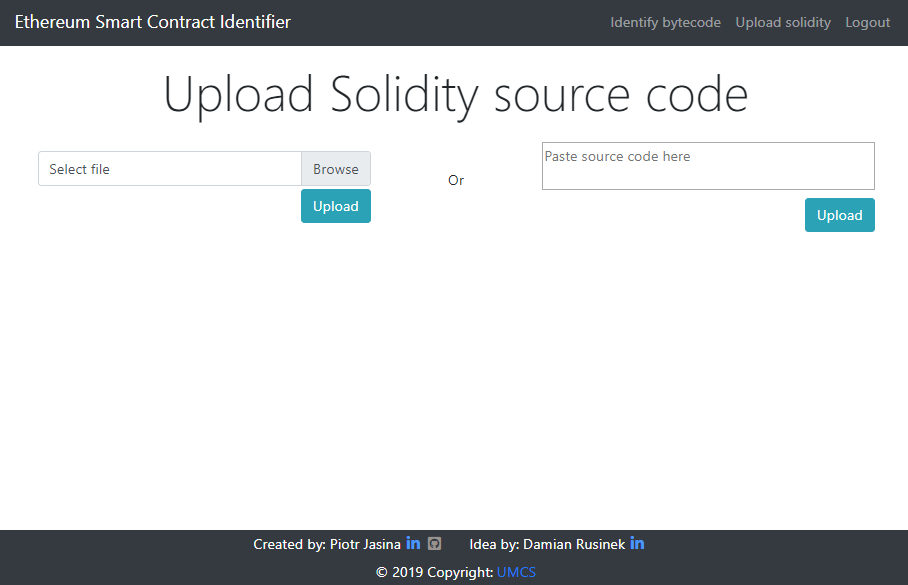 Ethereum Smart Contract Identifier Identify bytecode Upload solidity Logout
Upload Solidity source code
Select file Browse
Upload
Or
Paste source code here
Upload
Created by: Piotr Jasina in Idea by: Damian Rusinek in
© 2019 Copyright: UMCS